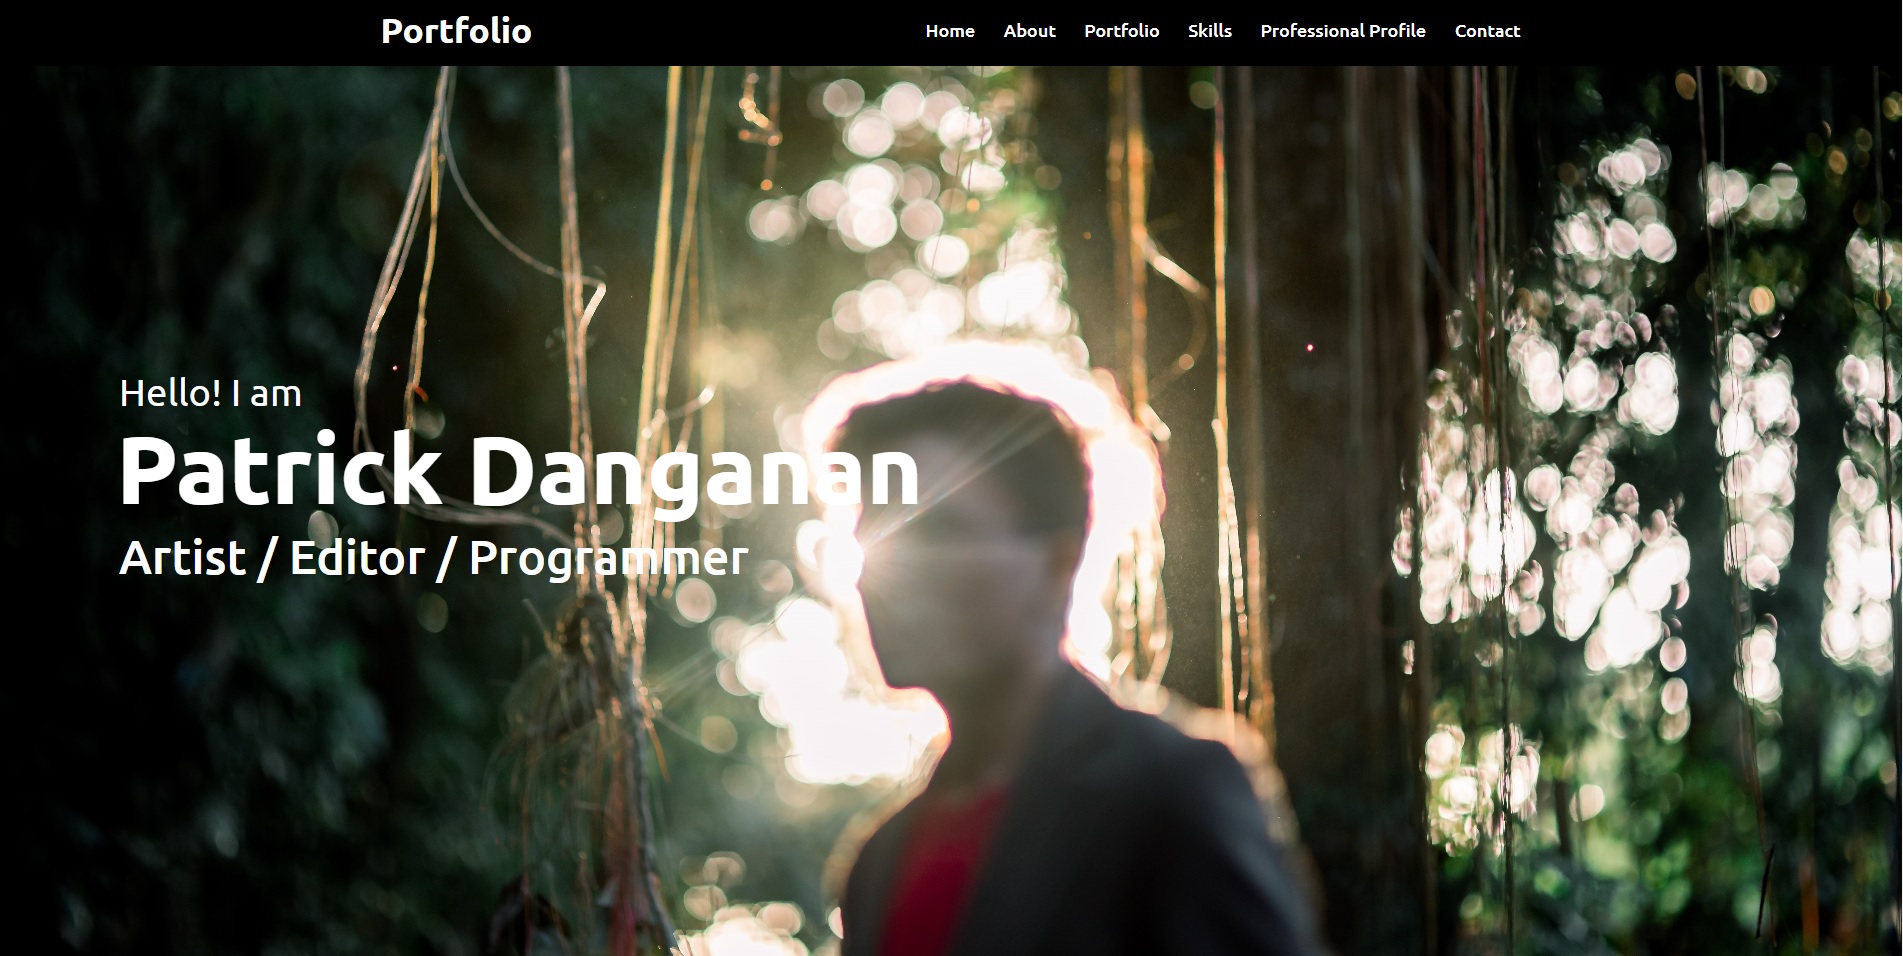 Portfolio
Home About Portfolio Skills Professional Profile Contact
Hello! I am
Patrick Danganan
Artist / Editor / Programmer